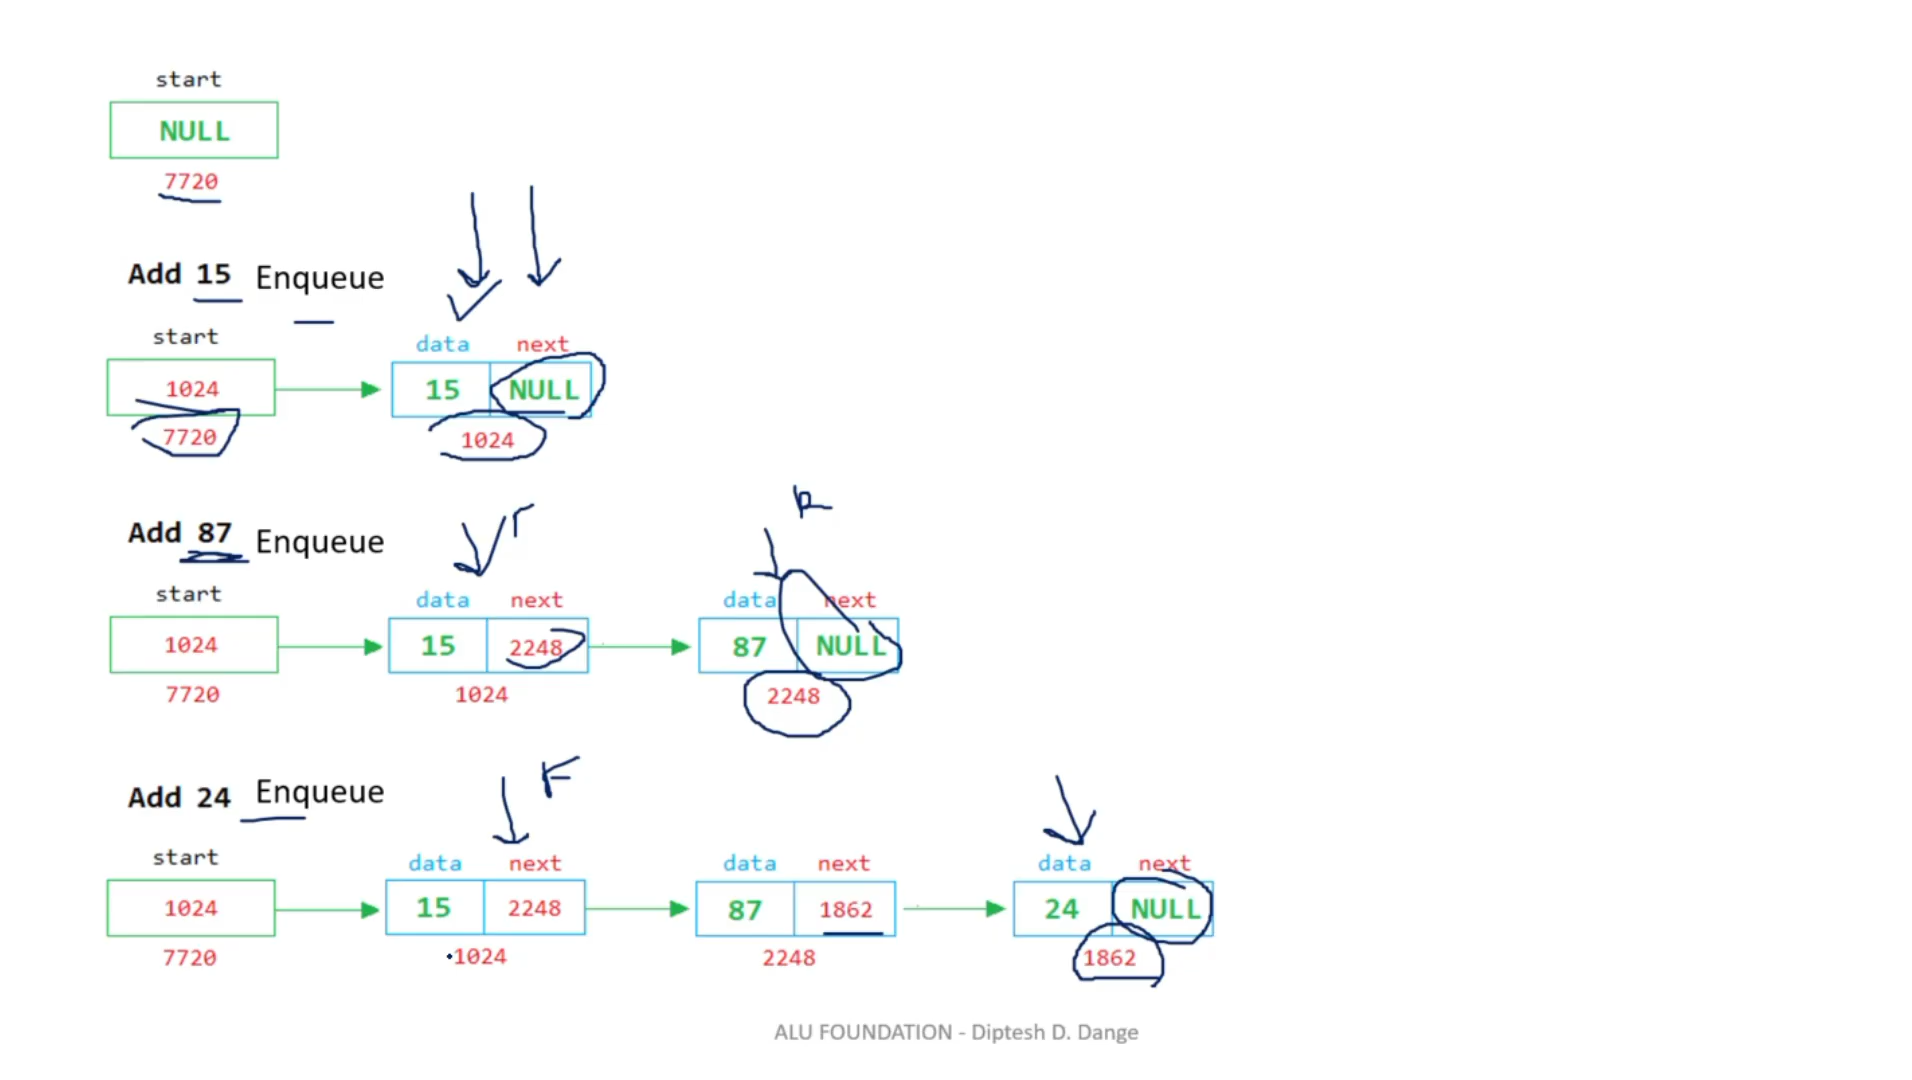 start
NULL
7720
Add 15 Enqueue
start
data next
1024 15 NULL
7720 1024
R
Add 87 Enqueue
start
data next data next
1024 15 2248 87 NULL
7720 1024 2248
F
Add 24 Enqueue
start
data next data next data next
1024 15 2248 87 1862 24 NULL
7720 1024 2248 1862
ALU FOUNDATION - Diptesh D. Dange